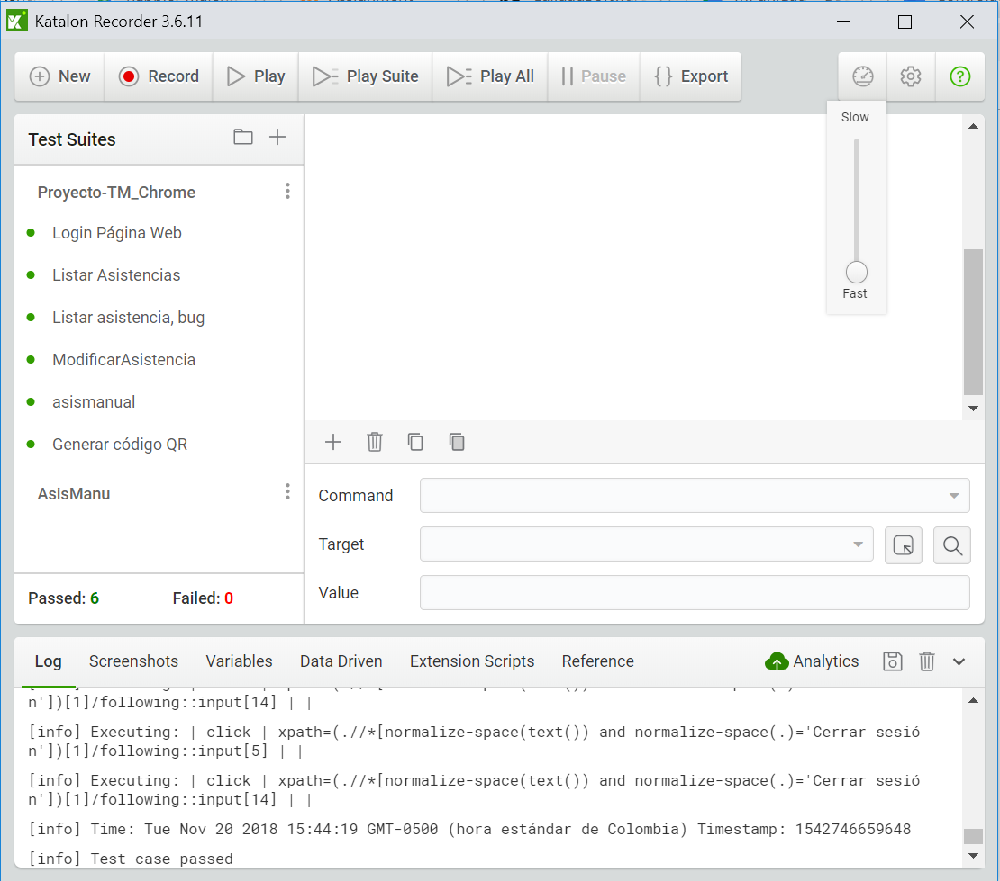 Katalon Recorder 3.6.11
New Record Play Play Suite Play All Pause Export
Slow
Fast
Test Suites
Proyecto-TM_Chrome
Login Página Web
Listar Asistencias
Listar asistencia, bug
ModificarAsistencia
asismanual
Generar código QR
AsisManu
Passed: 6 Failed: 0
Command
Target
Value
Log Screenshots Variables Data Driven Extension Scripts Reference Analytics
n'])[1]/following::input[14] | |
[info] Executing: | click | xpath=(.//*[normalize-space(text()) and normalize-space(.)='Cerrar sesió
n'])[1]/following::input[5] | |
[info] Executing: | click | xpath=(.//*[normalize-space(text()) and normalize-space(.)='Cerrar sesió
n'])[1]/following::input[14] | |
[info] Time: Tue Nov 20 2018 15:44:19 GMT-0500 (hora estándar de Colombia) Timestamp: 1542746659648
[info] Test case passed